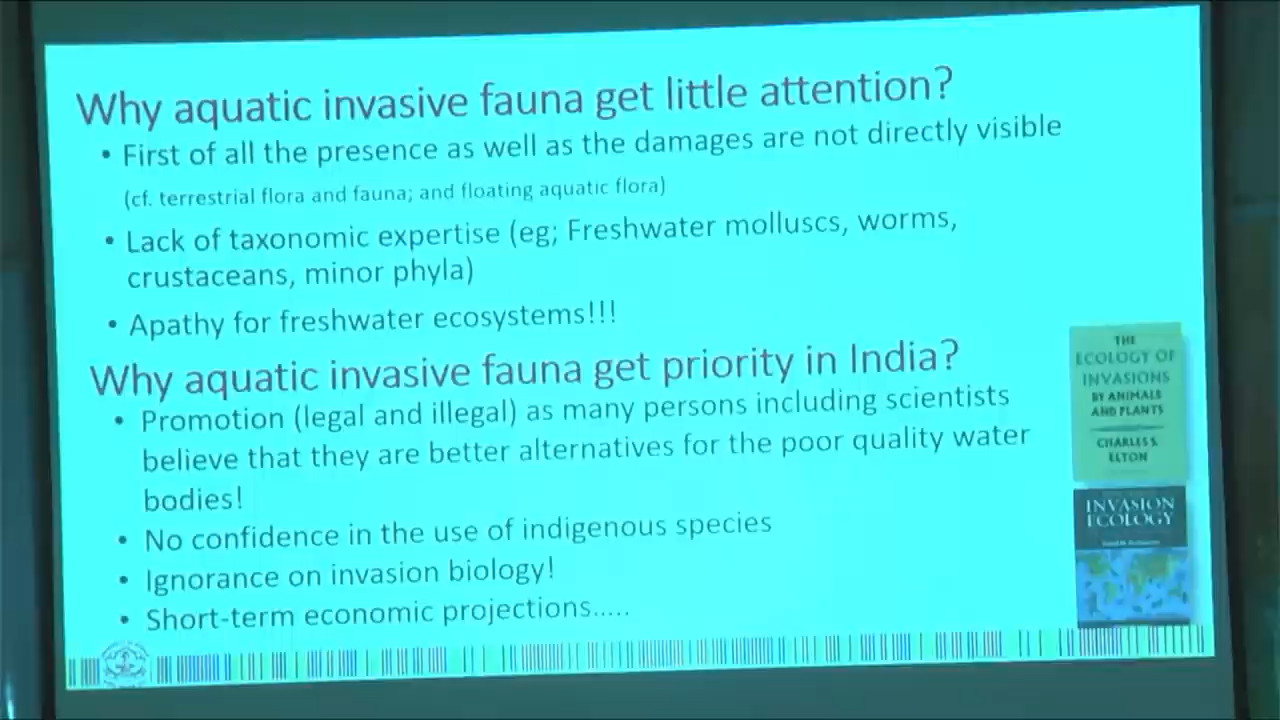 Why aquatic invasive fauna get little attention?
• First of all the presence as well as the damages are not directly visible
(cf. terrestrial flora and fauna; and floating aquatic flora)
• Lack of taxonomic expertise (eg; Freshwater molluscs, worms,
crustaceans, minor phyla)
• Apathy for freshwater ecosystems!!!
Why aquatic invasive fauna get priority in India?
• Promotion (legal and illegal) as many persons including scientists
believe that they are better alternatives for the poor quality water
bodies!
• No confidence in the use of indigenous species
• Ignorance on invasion biology!
• Short-term economic projections.....
THE
ECOLOGY OF
INVASIONS
BY ANIMALS
AND PLANTS
CHARLES S.
ELTON
INVASION
ECOLOGY